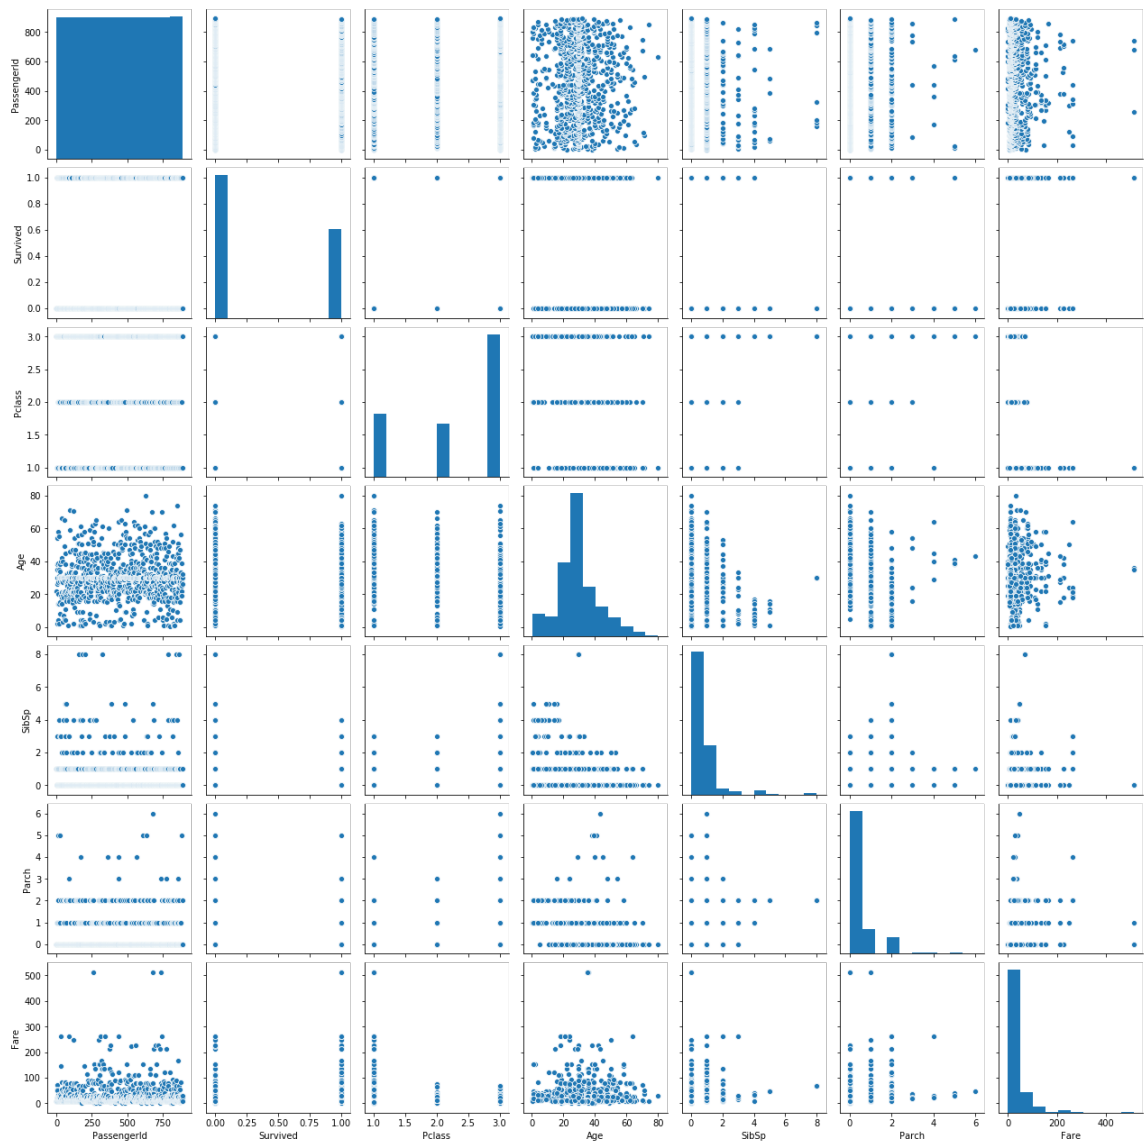 PassengerId
800
600
400
200
0
Survived
1.0
0.8
0.6
0.4
0.2
0.0
Pclass
3.0
2.5
2.0
1.5
1.0
Age
80
60
40
20
0
SibSp
8
6
4
2
0
Parch
6
5
4
3
2
1
0
Fare
500
400
300
200
100
0
0 250 500 750
0.00 0.25 0.50 0.75 1.00
1.0 1.5 2.0 2.5 3.0
0 20 40 60 80
0 2 4 6 8
0 2 4 6
0 200 400
PassengerId Survived Pclass Age SibSp Parch Fare